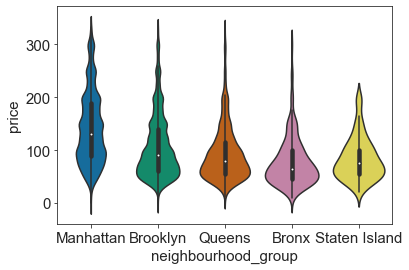 price
300
200
100
0
Manhattan Brooklyn Queens Bronx Staten Island
neighbourhood_group